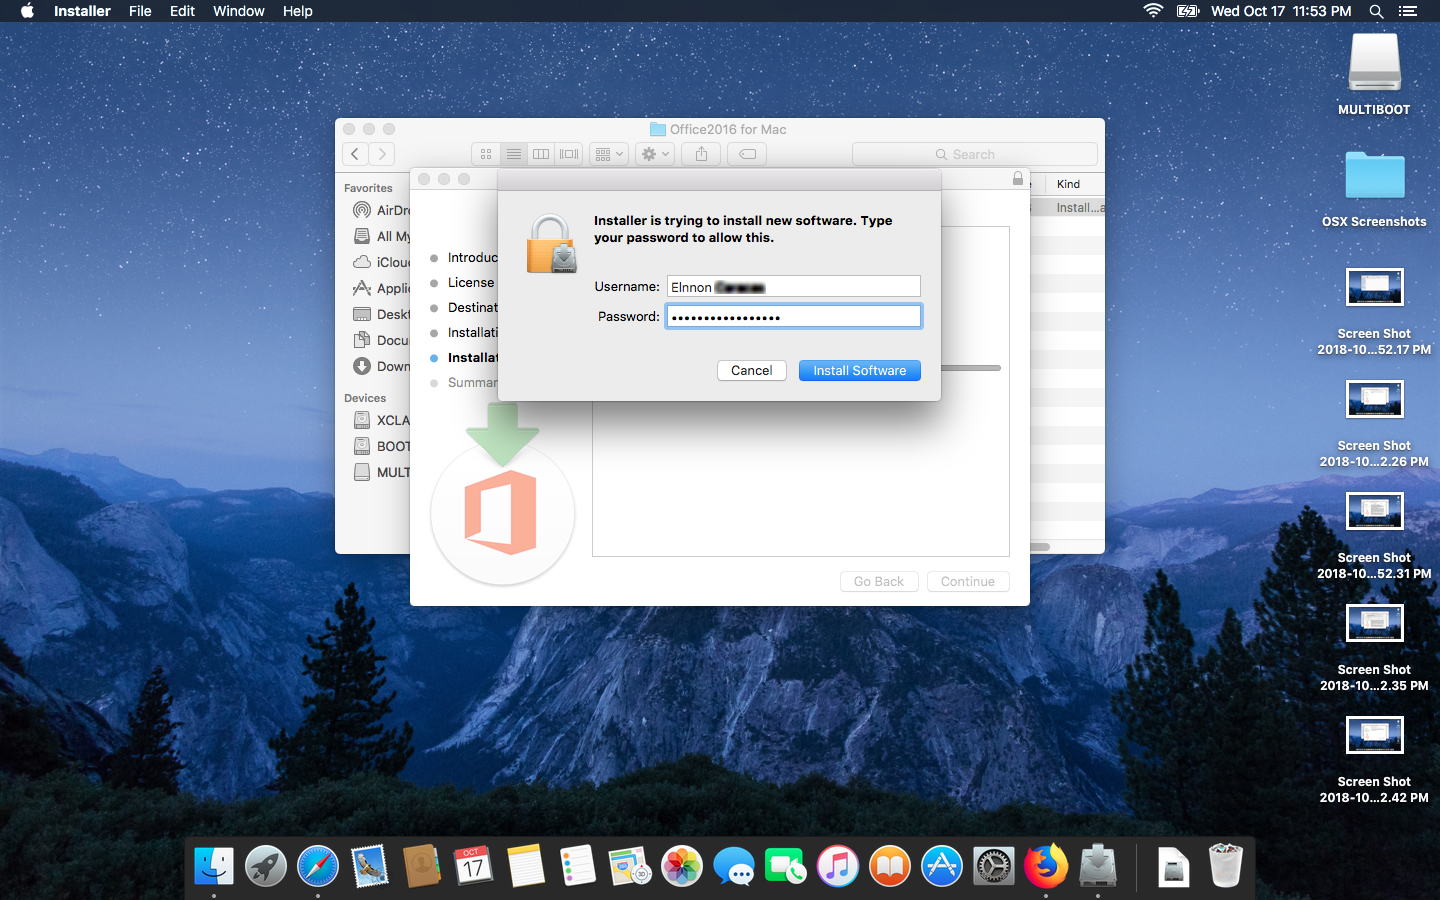 Installer File Edit Window Help
Wed Oct 17 11:53 PM
MULTIBOOT
OSX Screenshots
Screen Shot
2018-10...52.17 PM
Screen Shot
2018-10...2.26 PM
Screen Shot
2018-10...52.31 PM
Screen Shot
2018-10...2.35 PM
Screen Shot
2018-10...2.42 PM
Office2016 for Mac
Search
Kind
Install...a
Favorites
AirDro
All My
iClou
Applic
Deskt
Docu
Down
Devices
XCLA
BOOT
MULT
Introduc
License
Destinat
Installati
Installat
Summar
Installer is trying to install new software. Type
your password to allow this.
Username: Elnnon
Password: •••••••••••••••••
Cancel Install Software
Go Back Continue
OCT
17